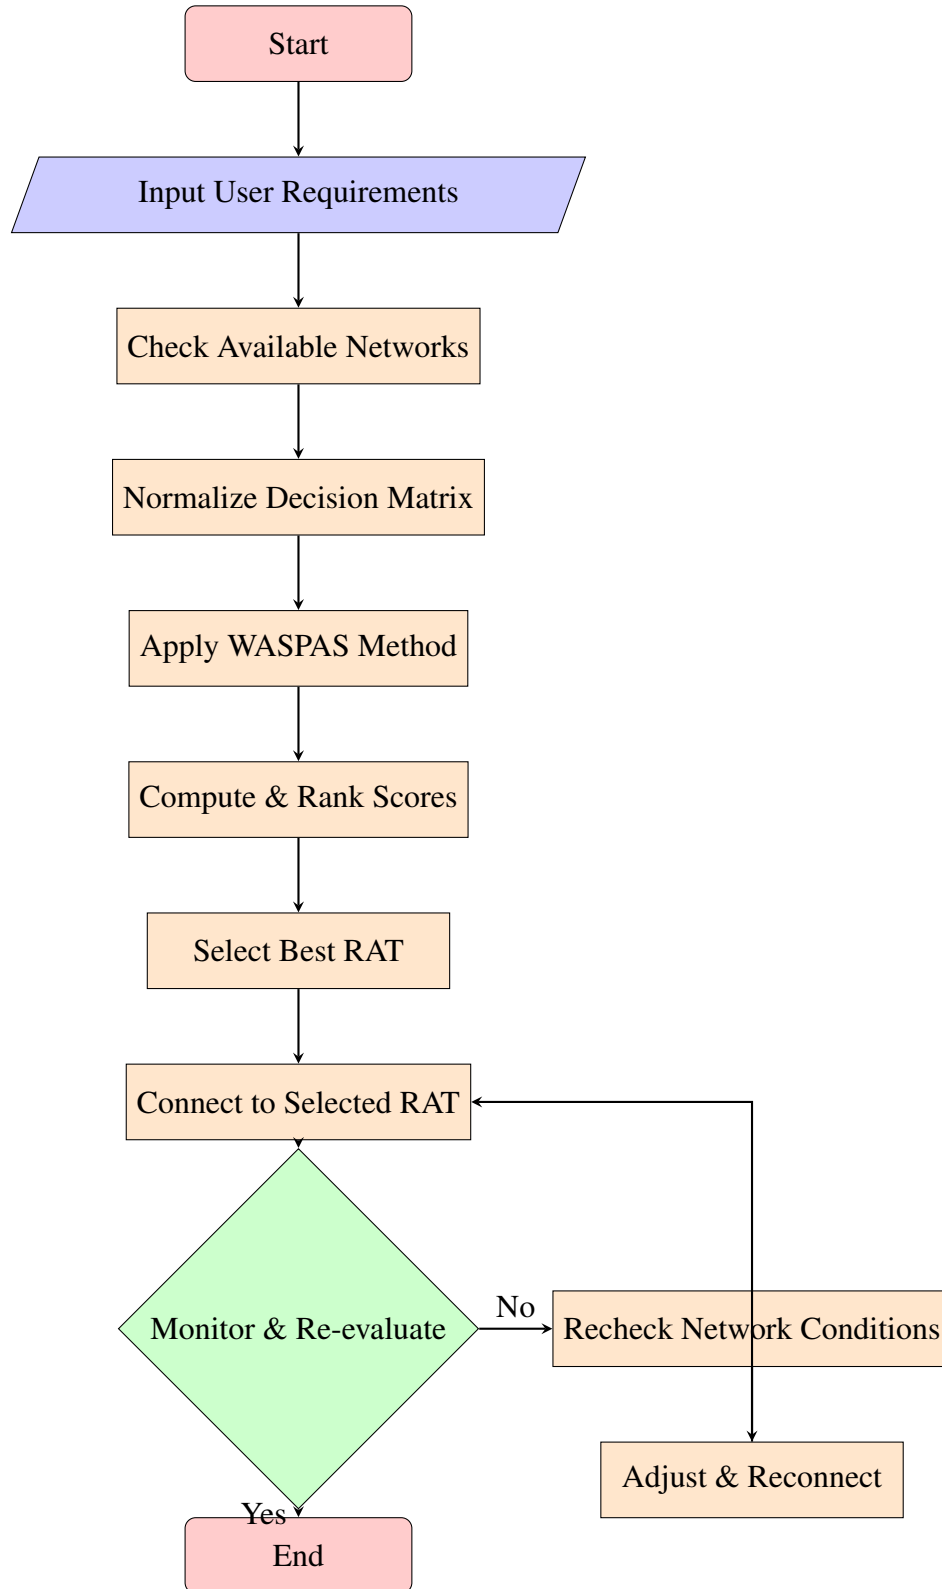 Start
Input User Requirements
Check Available Networks
Normalize Decision Matrix
Apply WASPAS Method
Compute & Rank Scores
Select Best RAT
Connect to Selected RAT
Monitor & Re-evaluate
No
Recheck Network Conditions
Adjust & Reconnect
Yes
End